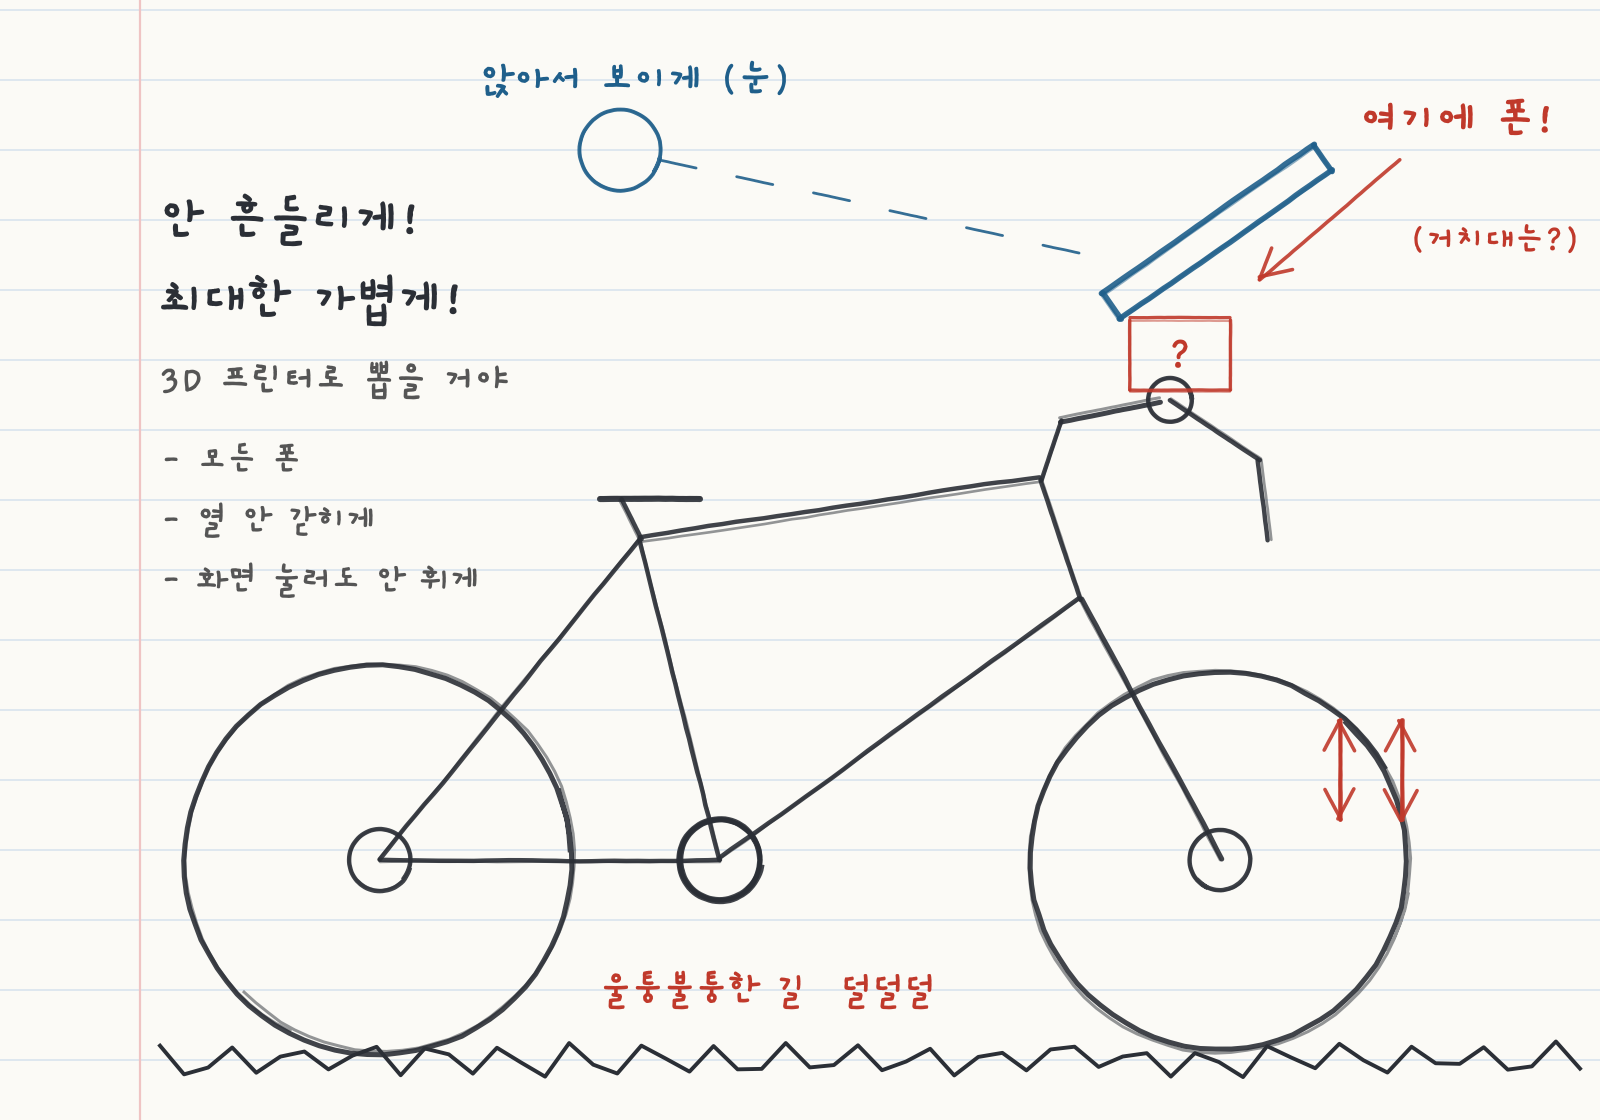 앉아서 보이게 (눈)
여기에 폰!
(거치대는?)
안 흔들리게!
최대한 가볍게!
?
3D 프린터로 뽑을 거야
- 모든 폰
- 열 안 갇히게
- 화면 눌러도 안 휘게
울퉁불퉁한 길 덜덜덜